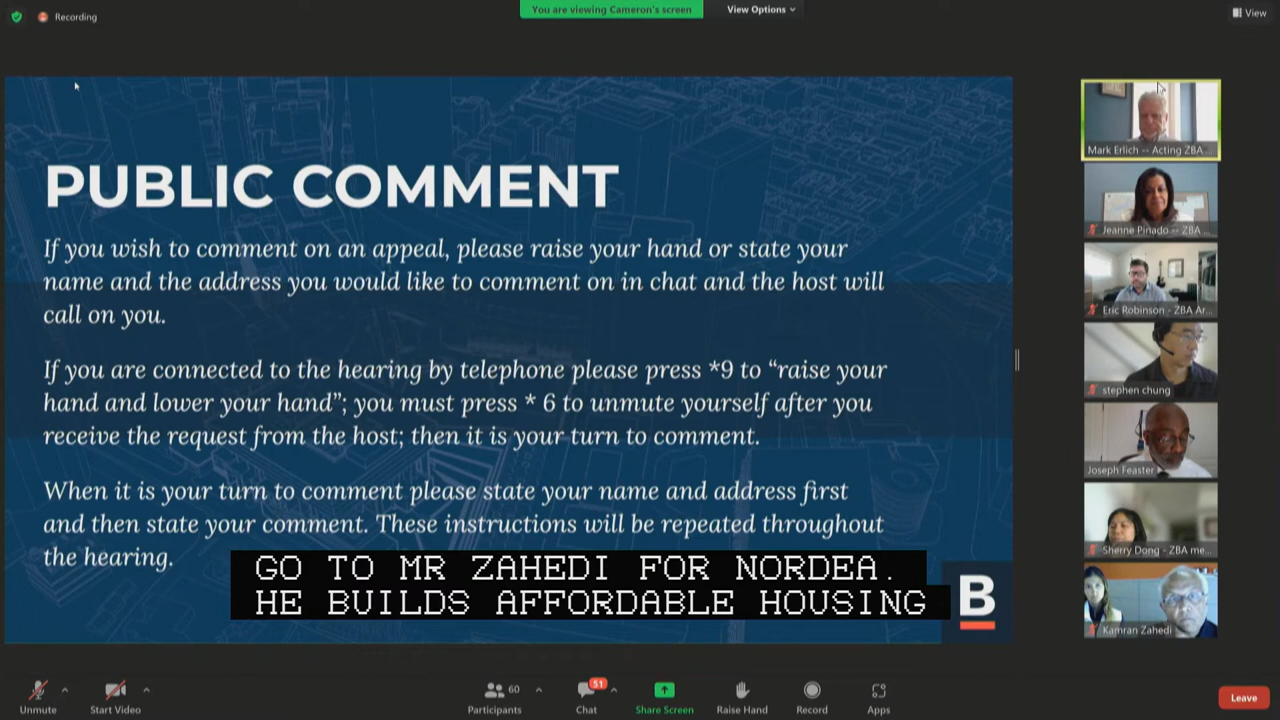 Recording
You are viewing Cameron's screen
View Options
View
PUBLIC COMMENT
If you wish to comment on an appeal, please raise your hand or state your
name and the address you would like to comment on in chat and the host will
call on you.
If you are connected to the hearing by telephone please press *9 to “raise your
hand and lower your hand”; you must press * 6 to unmute yourself after you
receive the request from the host; then it is your turn to comment.
When it is your turn to comment please state your name and address first
and then state your comment. These instructions will be repeated throughout
the hearing.
GO TO MR ZAHEDI FOR NORDEA.
HE BUILDS AFFORDABLE HOUSING
B
Mark Erlich -- Acting ZBA ...
Jeanne Pinado -- ZBA ...
Eric Robinson - ZBA Ar...
stephen chung
Joseph Feaster
Sherry Dong - ZBA me...
Kamran Zahedi
Unmute
Start Video
Participants
60
Chat
51
Share Screen
Raise Hand
Record
Apps
Leave